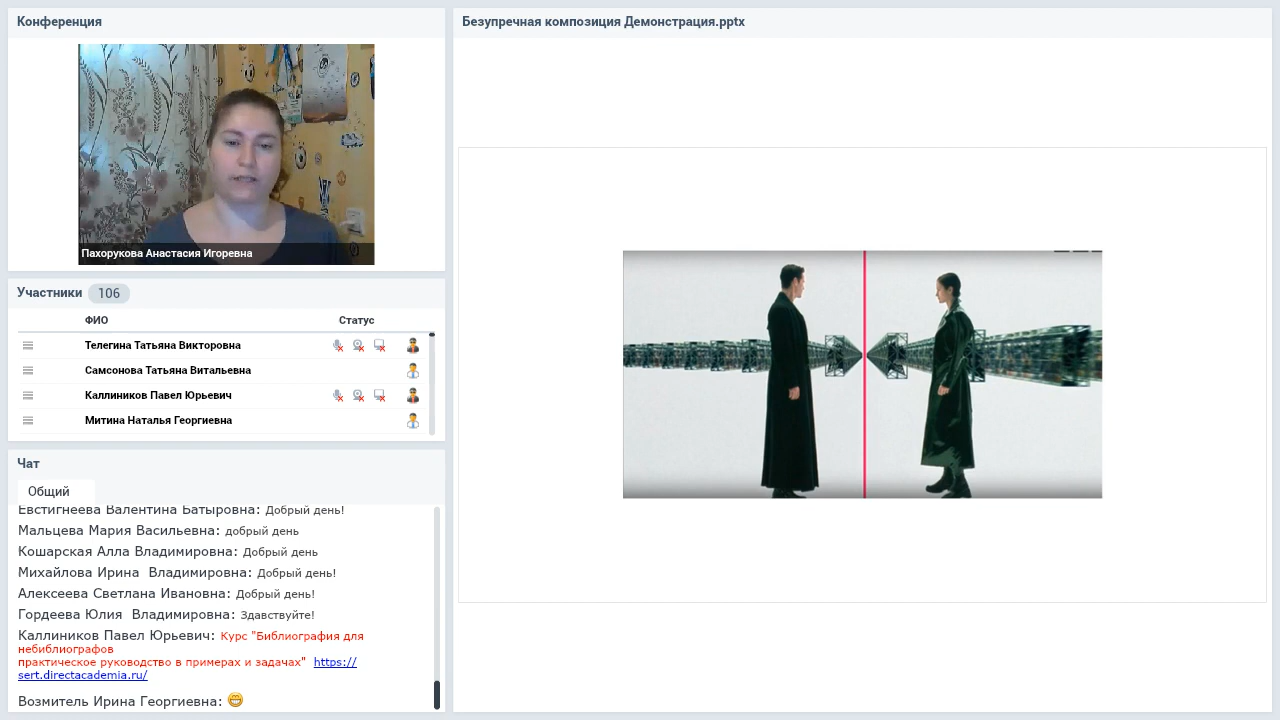 Конференция
Пахорукова Анастасия Игоревна
Участники 106
ФИО Статус
Телегина Татьяна Викторовна
Самсонова Татьяна Витальевна
Каллиников Павел Юрьевич
Митина Наталья Георгиевна
Чат
Общий
Евстигнеева Валентина Батыровна: Добрый день!
Мальцева Мария Васильевна: добрый день
Кошарская Алла Владимировна: Добрый день
Михайлова Ирина Владимировна: Добрый день!
Алексеева Светлана Ивановна: Добрый день!
Гордеева Юлия Владимировна: Здавствуйте!
Каллиников Павел Юрьевич: Курс "Библиография для
небиблиографов
практическое руководство в примерах и задачах" https://
sert.directacademia.ru/
Возмитель Ирина Георгиевна: 😁
Безупречная композиция Демонстрация.pptx